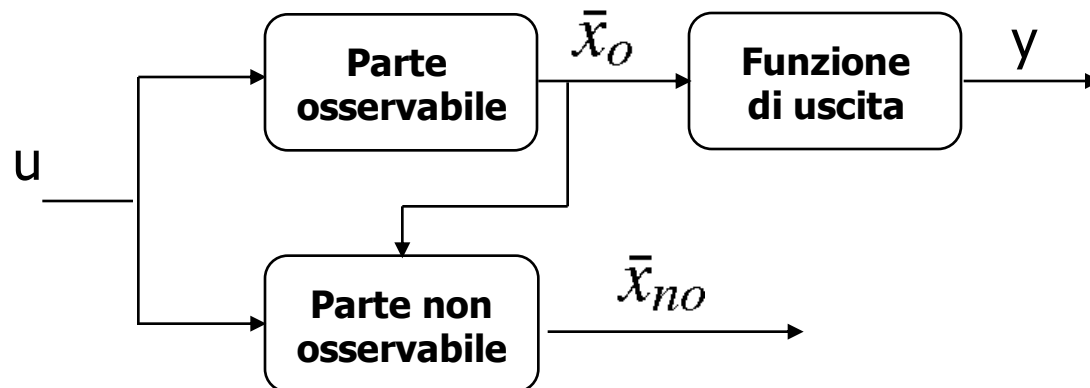 Parte
osservabile
x̄o
Funzione
di uscita
y
u
Parte non
osservabile
x̄no